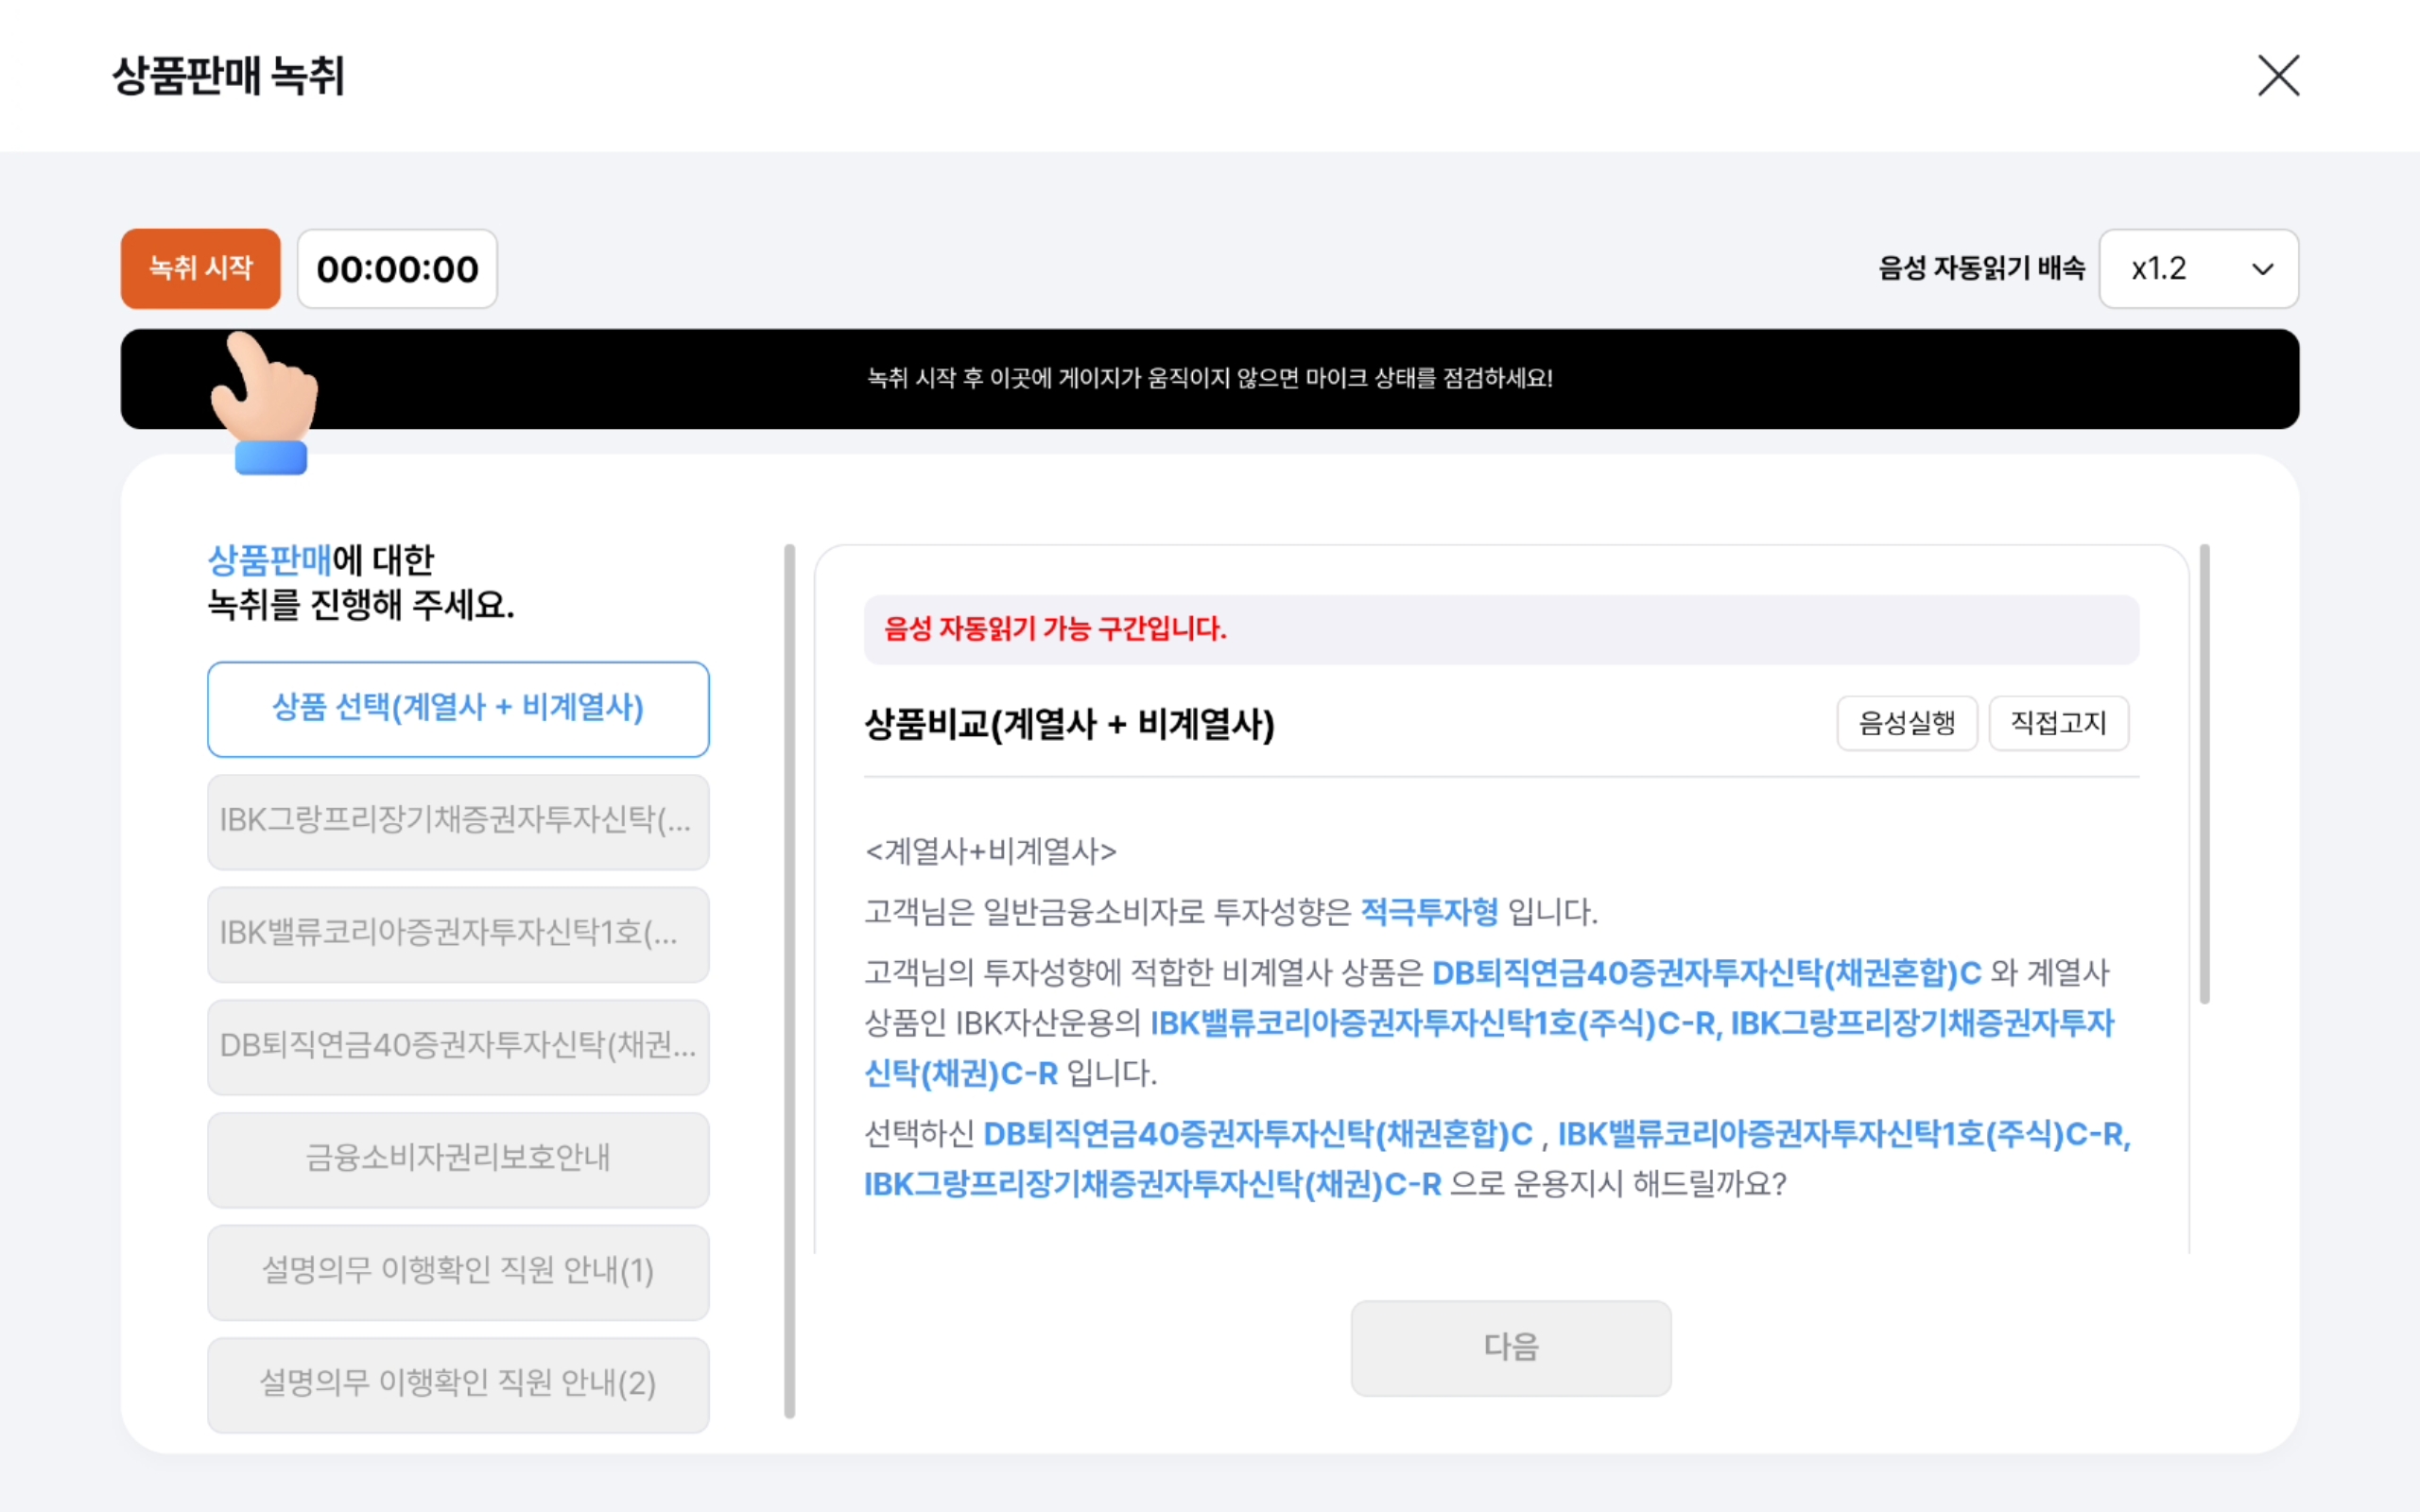 상품판매 녹취
녹취 시작
00:00:00
음성 자동읽기 배속
x1.2
녹취 시작 후 이곳에 게이지가 움직이지 않으면 마이크 상태를 점검하세요!
상품판매에 대한
녹취를 진행해 주세요.
상품 선택(계열사 + 비계열사)
IBK그랑프리장기채증권자투자신탁(...
IBK밸류코리아증권자투자신탁1호(...
DB퇴직연금40증권자투자신탁(채권...
금융소비자권리보호안내
설명의무 이행확인 직원 안내(1)
설명의무 이행확인 직원 안내(2)
음성 자동읽기 가능 구간입니다.
상품비교(계열사 + 비계열사)
음성실행
직접고지
<계열사+비계열사>
고객님은 일반금융소비자로 투자성향은 적극투자형 입니다.
고객님의 투자성향에 적합한 비계열사 상품은 DB퇴직연금40증권자투자신탁(채권혼합)C 와 계열사
상품인 IBK자산운용의 IBK밸류코리아증권자투자신탁1호(주식)C-R, IBK그랑프리장기채증권자투자
신탁(채권)C-R 입니다.
선택하신 DB퇴직연금40증권자투자신탁(채권혼합)C , IBK밸류코리아증권자투자신탁1호(주식)C-R,
IBK그랑프리장기채증권자투자신탁(채권)C-R 으로 운용지시 해드릴까요?
다음